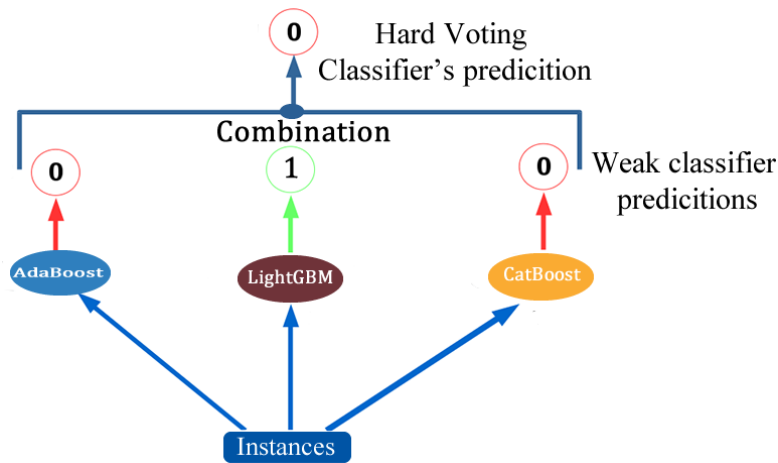 0
Hard Voting
Classifier's predicition
Combination
0
1
0
Weak classifier
predicitions
AdaBoost
LightGBM
CatBoost
Instances